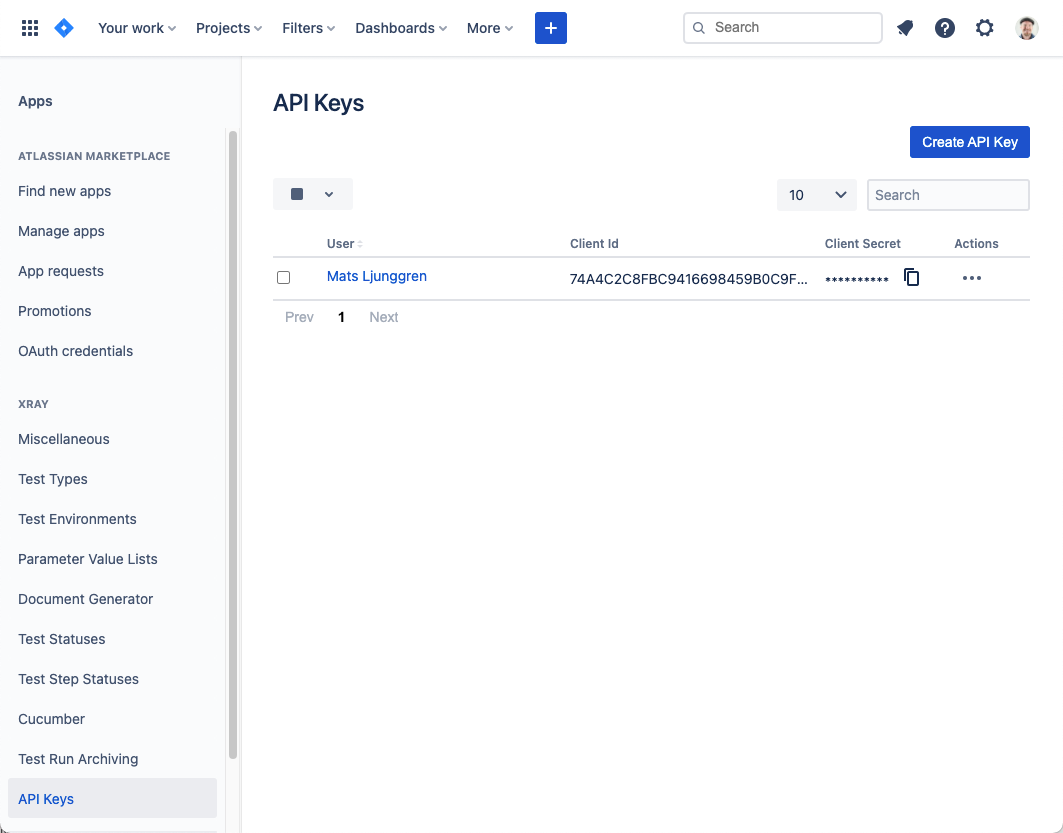 Your work Projects Filters Dashboards More + Search ?
Apps
ATLASSIAN MARKETPLACE
Find new apps
Manage apps
App requests
Promotions
OAuth credentials
XRAY
Miscellaneous
Test Types
Test Environments
Parameter Value Lists
Document Generator
Test Statuses
Test Step Statuses
Cucumber
Test Run Archiving
API Keys
API Keys
Create API Key
10 Search
User Client Id Client Secret Actions
Mats Ljunggren 74A4C2C8FBC9416698459B0C9F... ********** •••
Prev 1 Next